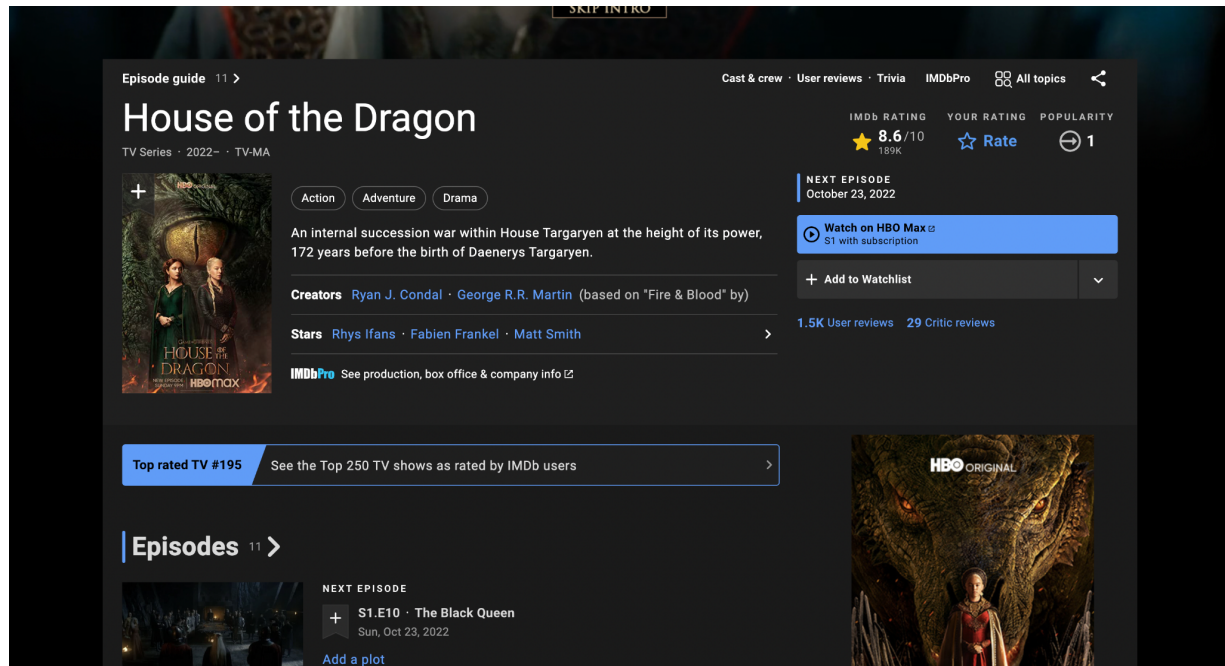 SKIP INTRO
Episode guide 11
Cast & crew · User reviews · Trivia IMDbPro All topics
House of the Dragon
TV Series · 2022– · TV-MA
IMDb RATING
8.6/10
189K
YOUR RATING
Rate
POPULARITY
1
HBO ORIGINAL
HOUSE OF THE
DRAGON
NEW EPISODE
SUNDAY 9PM
HBOMAX
Action
Adventure
Drama
An internal succession war within House Targaryen at the height of its power,
172 years before the birth of Daenerys Targaryen.
Creators Ryan J. Condal · George R.R. Martin (based on "Fire & Blood" by)
Stars Rhys Ifans · Fabien Frankel · Matt Smith
IMDbPro See production, box office & company info
NEXT EPISODE
October 23, 2022
Watch on HBO Max
S1 with subscription
+ Add to Watchlist
1.5K User reviews 29 Critic reviews
Top rated TV #195
See the Top 250 TV shows as rated by IMDb users
HBO ORIGINAL
Episodes 11
NEXT EPISODE
S1.E10 · The Black Queen
Sun, Oct 23, 2022
Add a plot